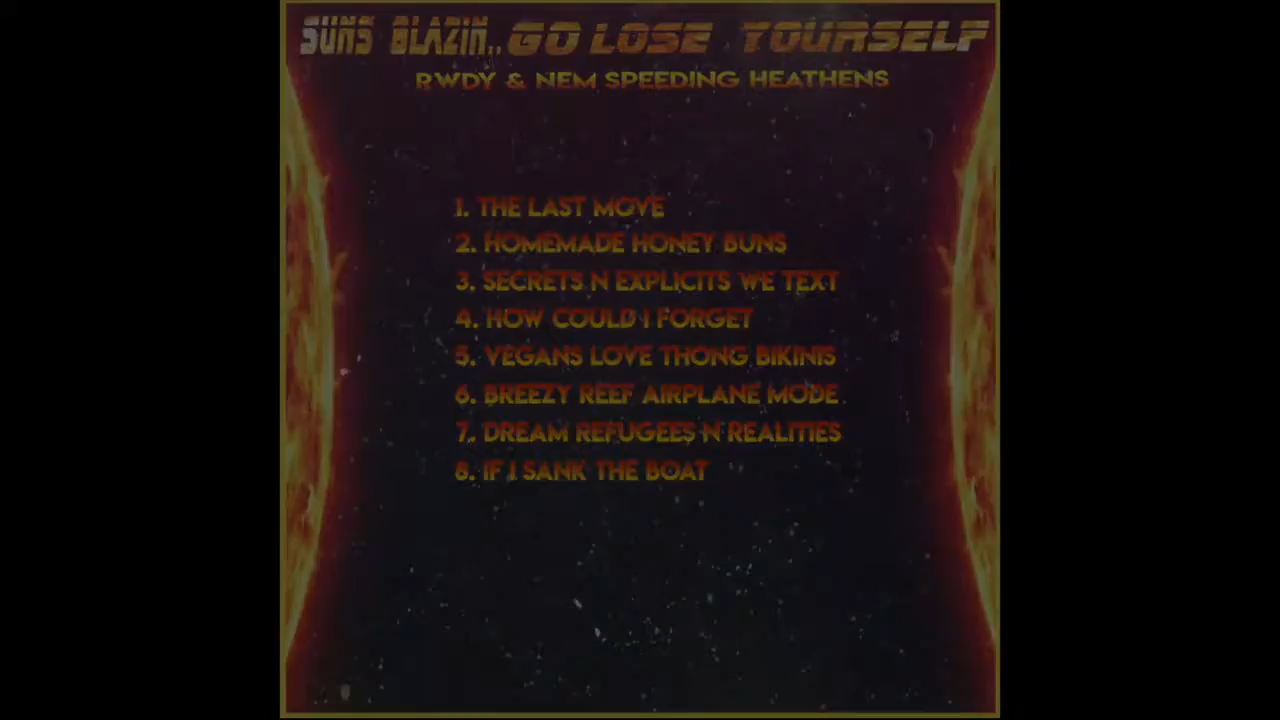 SUNS BLAZIN.. GO LOSE YOURSELF
RWDY & NEM SPEEDING HEATHENS
1. THE LAST MOVE
2. HOMEMADE HONEY BUNS
3. SECRETS N EXPLICITS WE TEXT
4. HOW COULD I FORGET
5. VEGANS LOVE THONG BIKINIS
6. BREEZY REEF AIRPLANE MODE
7. DREAM REFUGEES N REALITIES
8. IF I SANK THE BOAT